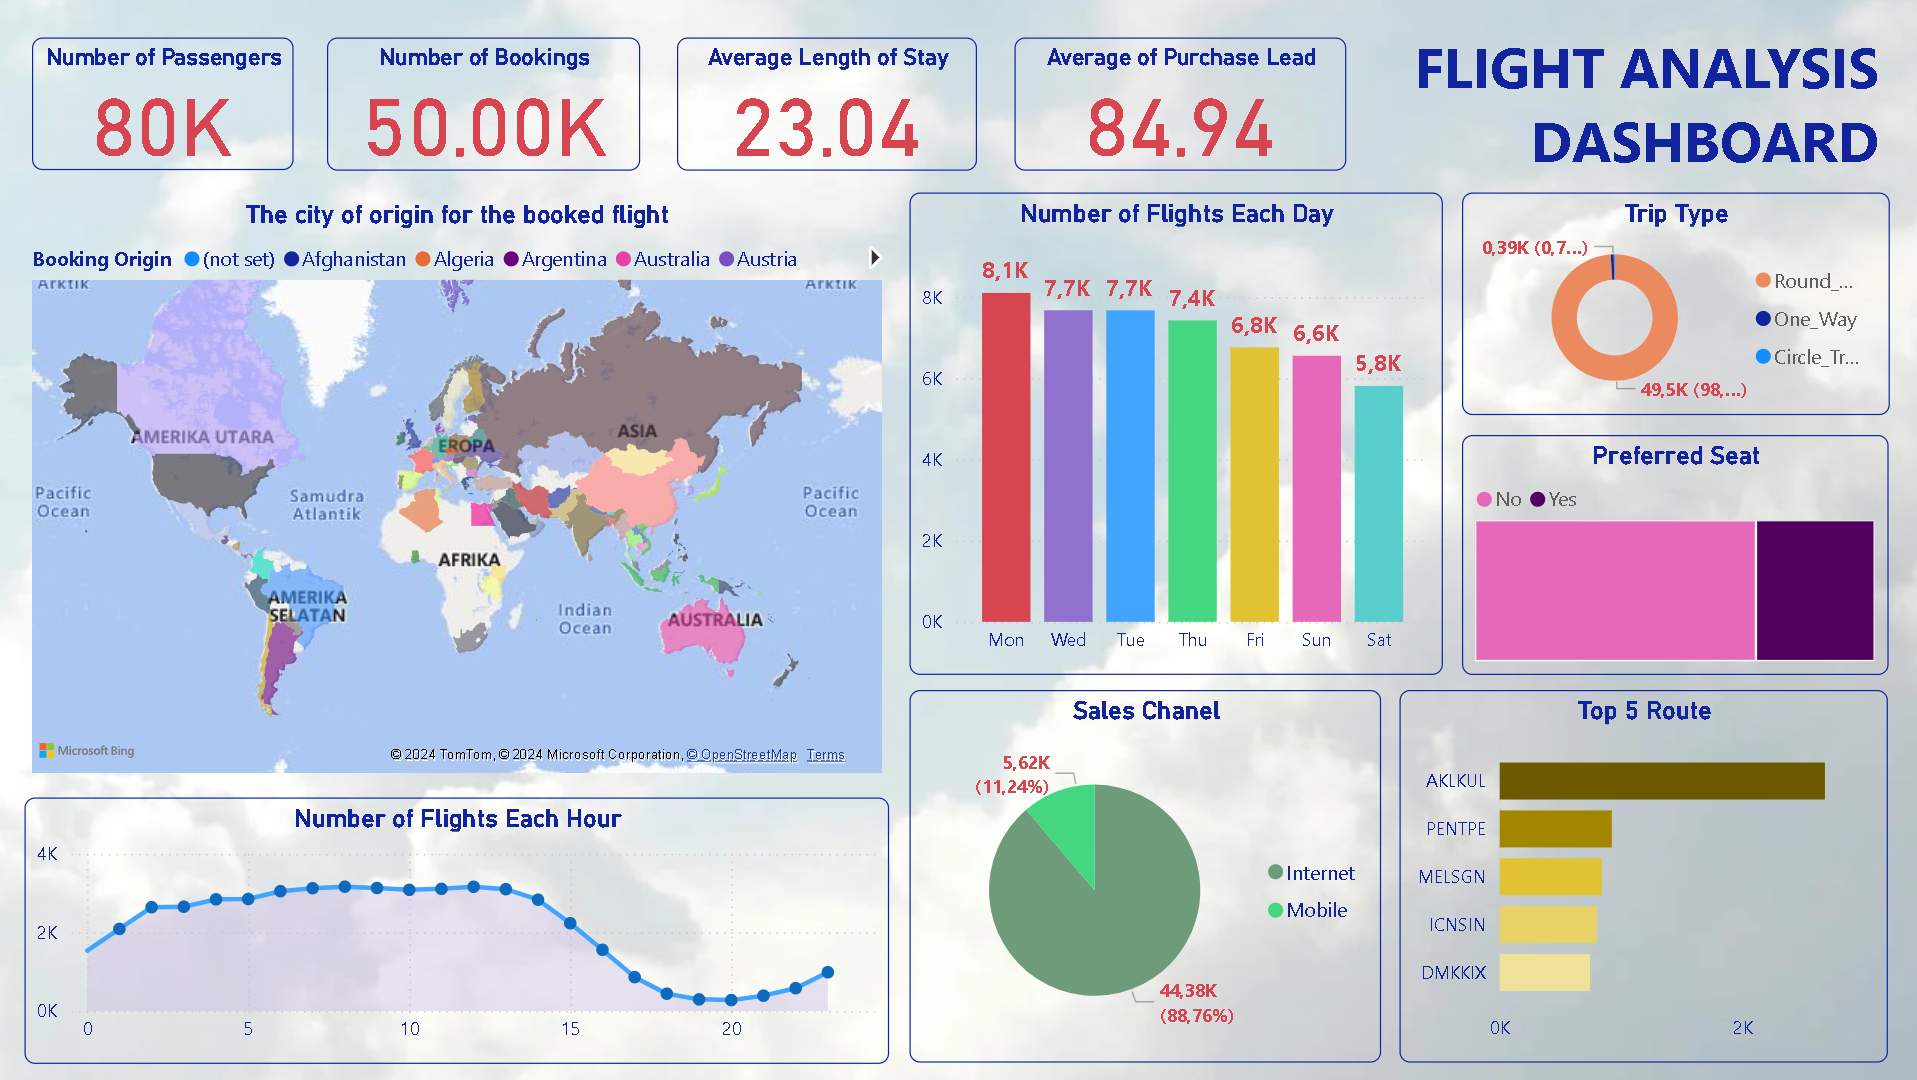 Number of Passengers
80K
Number of Bookings
50.00K
Average Length of Stay
23.04
Average of Purchase Lead
84.94
FLIGHT ANALYSIS
DASHBOARD
The city of origin for the booked flight
Booking Origin (not set) Afghanistan Algeria Argentina Australia Austria
Arktik
Arktik
AMERIKA UTARA
EROPA
ASIA
Pacific
Ocean
Samudra
Atlantik
Pacific
Ocean
AFRIKA
AMERIKA
SELATAN
Indian
Ocean
AUSTRALIA
Microsoft Bing
© 2024 TomTom, © 2024 Microsoft Corporation, © OpenStreetMap Terms
Number of Flights Each Day
8K
6K
4K
2K
0K
8,1K
7,7K
7,7K
7,4K
6,8K
6,6K
5,8K
Mon Wed Tue Thu Fri Sun Sat
Trip Type
0,39K (0,7...)
49,5K (98,...)
Round_...
One_Way
Circle_Tr...
Preferred Seat
No Yes
Number of Flights Each Hour
4K
2K
0K
0 5 10 15 20
Sales Chanel
5,62K
(11,24%)
44,38K
(88,76%)
Internet
Mobile
Top 5 Route
AKLKUL
PENTPE
MELSGN
ICNSIN
DMKKIX
0K 2K